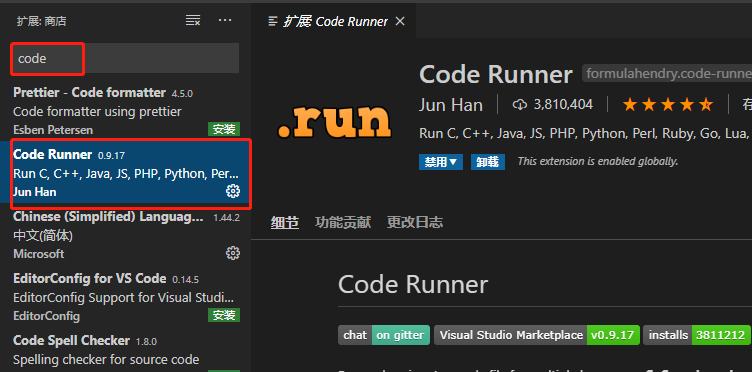 扩展: 商店
code
Prettier - Code formatter 4.5.0
Code formatter using prettier
Esben Petersen 安装
Code Runner 0.9.17
Run C, C++, Java, JS, PHP, Python, Per...
Jun Han
Chinese (Simplified) Languag... 1.44.2
中文(简体)
Microsoft
EditorConfig for VS Code 0.14.5
EditorConfig Support for Visual Studi...
EditorConfig 安装
Code Spell Checker 1.8.0
Spelling checker for source code
扩展: Code Runner
.run
Code Runner formulahendry.code-runne
Jun Han 3,810,404
Run C, C++, Java, JS, PHP, Python, Perl, Ruby, Go, Lua,
禁用 卸载 This extension is enabled globally.
细节 功能贡献 更改日志
Code Runner
chat on gitter Visual Studio Marketplace v0.9.17 installs 3811212